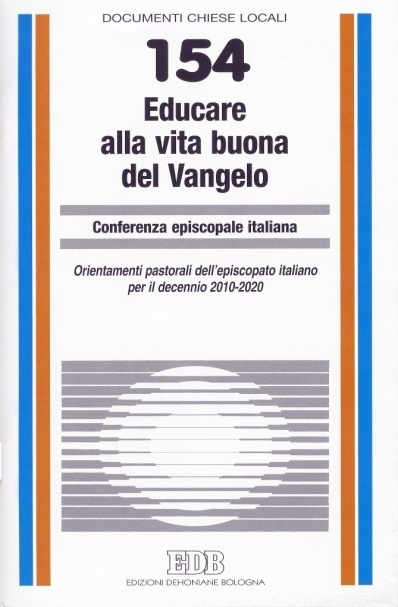 DOCUMENTI CHIESE LOCALI
154
Educare
alla vita buona
del Vangelo
Conferenza episcopale italiana
Orientamenti pastorali dell'episcopato italiano
per il decennio 2010-2020
EDB
EDIZIONI DEHONIANE BOLOGNA